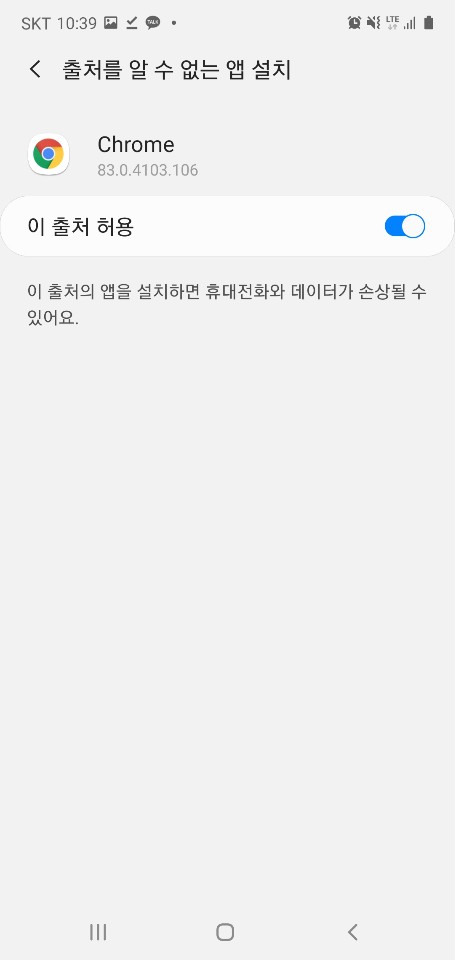 SKT 10:39 TALK LTE
출처를 알 수 없는 앱 설치
Chrome
83.0.4103.106
이 출처 허용
이 출처의 앱을 설치하면 휴대전화와 데이터가 손상될 수
있어요.